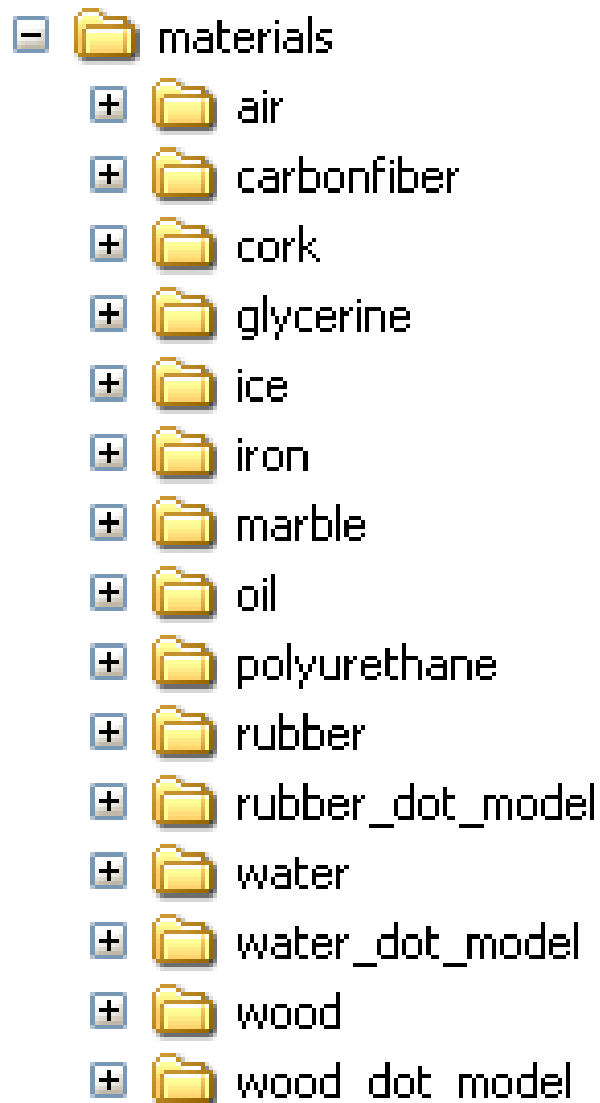 materials
air
carbonfiber
cork
glycerine
ice
iron
marble
oil
polyurethane
rubber
rubber_dot_model
water
water_dot_model
wood
wood_dot_model